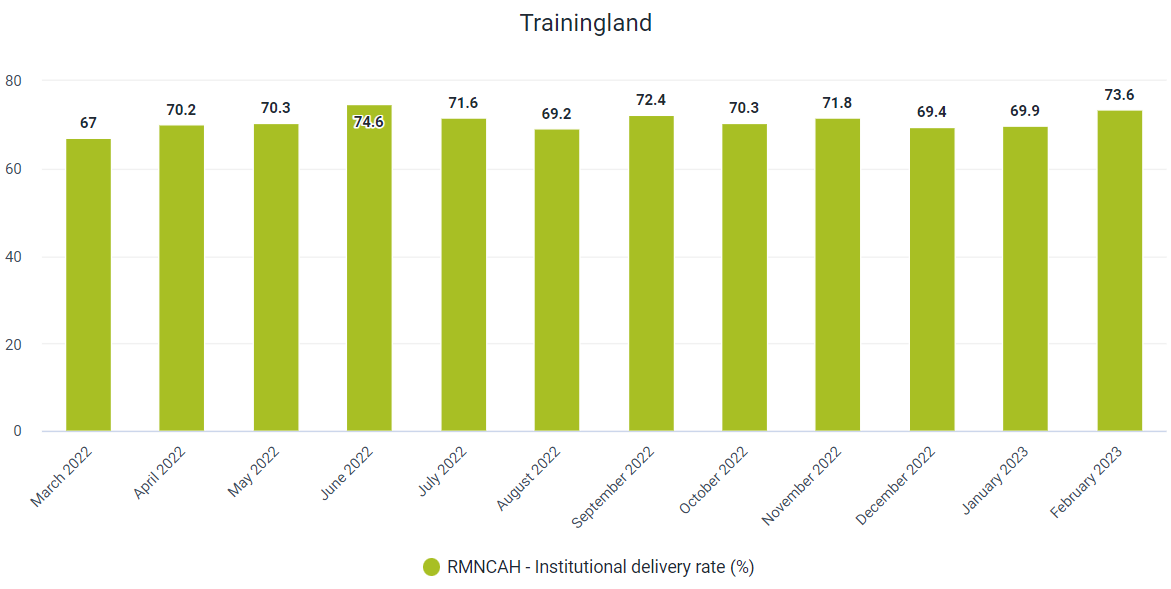 Trainingland
80
60
40
20
0
67
70.2
70.3
74.6
71.6
69.2
72.4
70.3
71.8
69.4
69.9
73.6
March 2022
April 2022
May 2022
June 2022
July 2022
August 2022
September 2022
October 2022
November 2022
December 2022
January 2023
February 2023
RMNCAH - Institutional delivery rate (%)